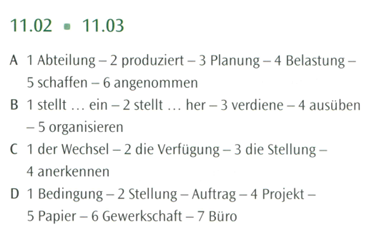 11.02 ▪ 11.03
A 1 Abteilung – 2 produziert – 3 Planung – 4 Belastung –
5 schaffen – 6 angenommen
B 1 stellt … ein – 2 stellt … her – 3 verdiene – 4 ausüben
– 5 organisieren
C 1 der Wechsel – 2 die Verfügung – 3 die Stellung –
4 anerkennen
D 1 Bedingung – 2 Stellung – Auftrag – 4 Projekt –
5 Papier – 6 Gewerkschaft – 7 Büro